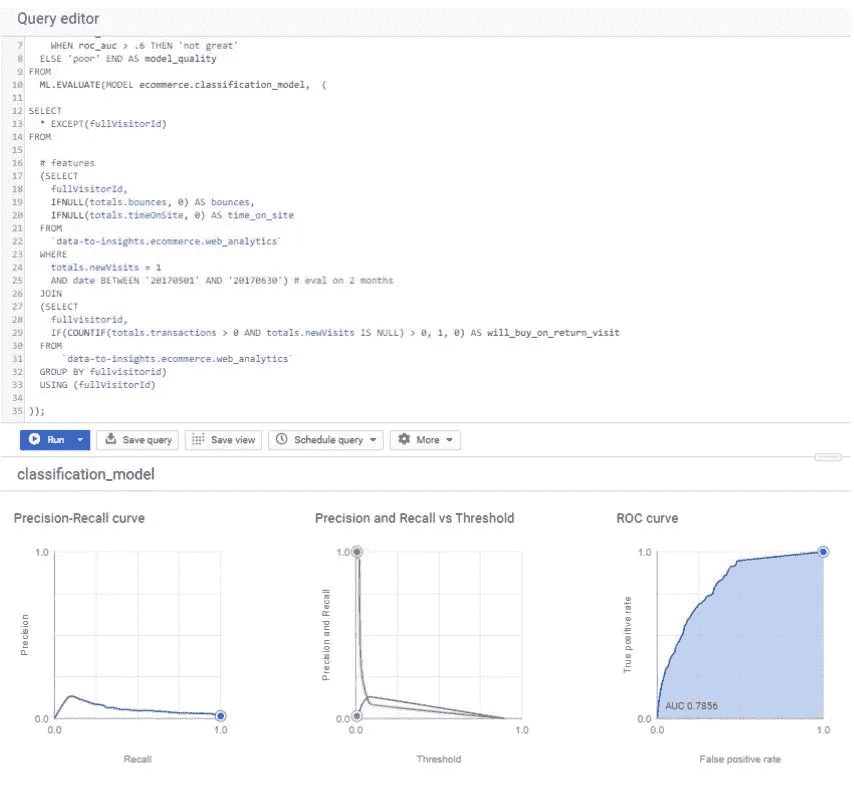 Query editor
7 WHEN roc_auc > .6 THEN 'not great'
8 ELSE 'poor' END AS model_quality
9 FROM
10 ML.EVALUATE(MODEL ecommerce.classification_model, (
11
12 SELECT
13 * EXCEPT(fullVisitorId)
14 FROM
15
16 # features
17 (SELECT
18 fullVisitorId,
19 IFNULL(totals.bounces, 0) AS bounces,
20 IFNULL(totals.timeOnSite, 0) AS time_on_site
21 FROM
22 `data-to-insights.ecommerce.web_analytics`
23 WHERE
24 totals.newVisits = 1
25 AND date BETWEEN '20170501' AND '20170630') # eval on 2 months
26 JOIN
27 (SELECT
28 fullvisitorid,
29 IF(COUNTIF(totals.transactions > 0 AND totals.newVisits IS NULL) > 0, 1, 0) AS will_buy_on_return_visit
30 FROM
31 `data-to-insights.ecommerce.web_analytics`
32 GROUP BY fullvisitorid)
33 USING (fullVisitorId)
34
35 ));
Run Save query Save view Schedule query More
classification_model
Precision-Recall curve Precision and Recall vs Threshold ROC curve
1.0 1.0 1.0
Precision Precision and Recall True positive rate
AUC 0.7856
0.0 0.0 0.0
0.0 1.0 0.0 1.0 0.0 1.0
Recall Threshold False positive rate